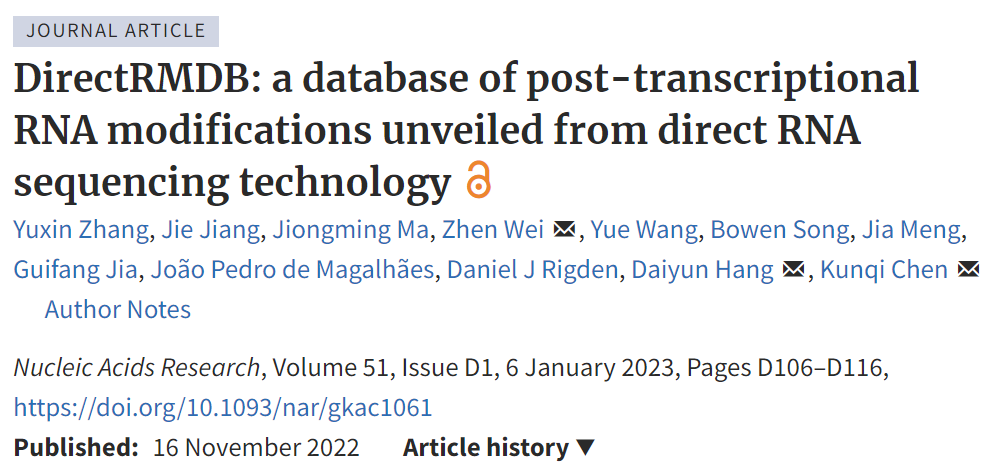 JOURNAL ARTICLE
DirectRMDB: a database of post-transcriptional
RNA modifications unveiled from direct RNA
sequencing technology
Yuxin Zhang, Jie Jiang, Jiongming Ma, Zhen Wei, Yue Wang, Bowen Song, Jia Meng,
Guifang Jia, João Pedro de Magalhães, Daniel J Rigden, Daiyun Hang, Kunqi Chen
Author Notes
Nucleic Acids Research, Volume 51, Issue D1, 6 January 2023, Pages D106–D116,
https://doi.org/10.1093/nar/gkac1061
Published: 16 November 2022 Article history ▼